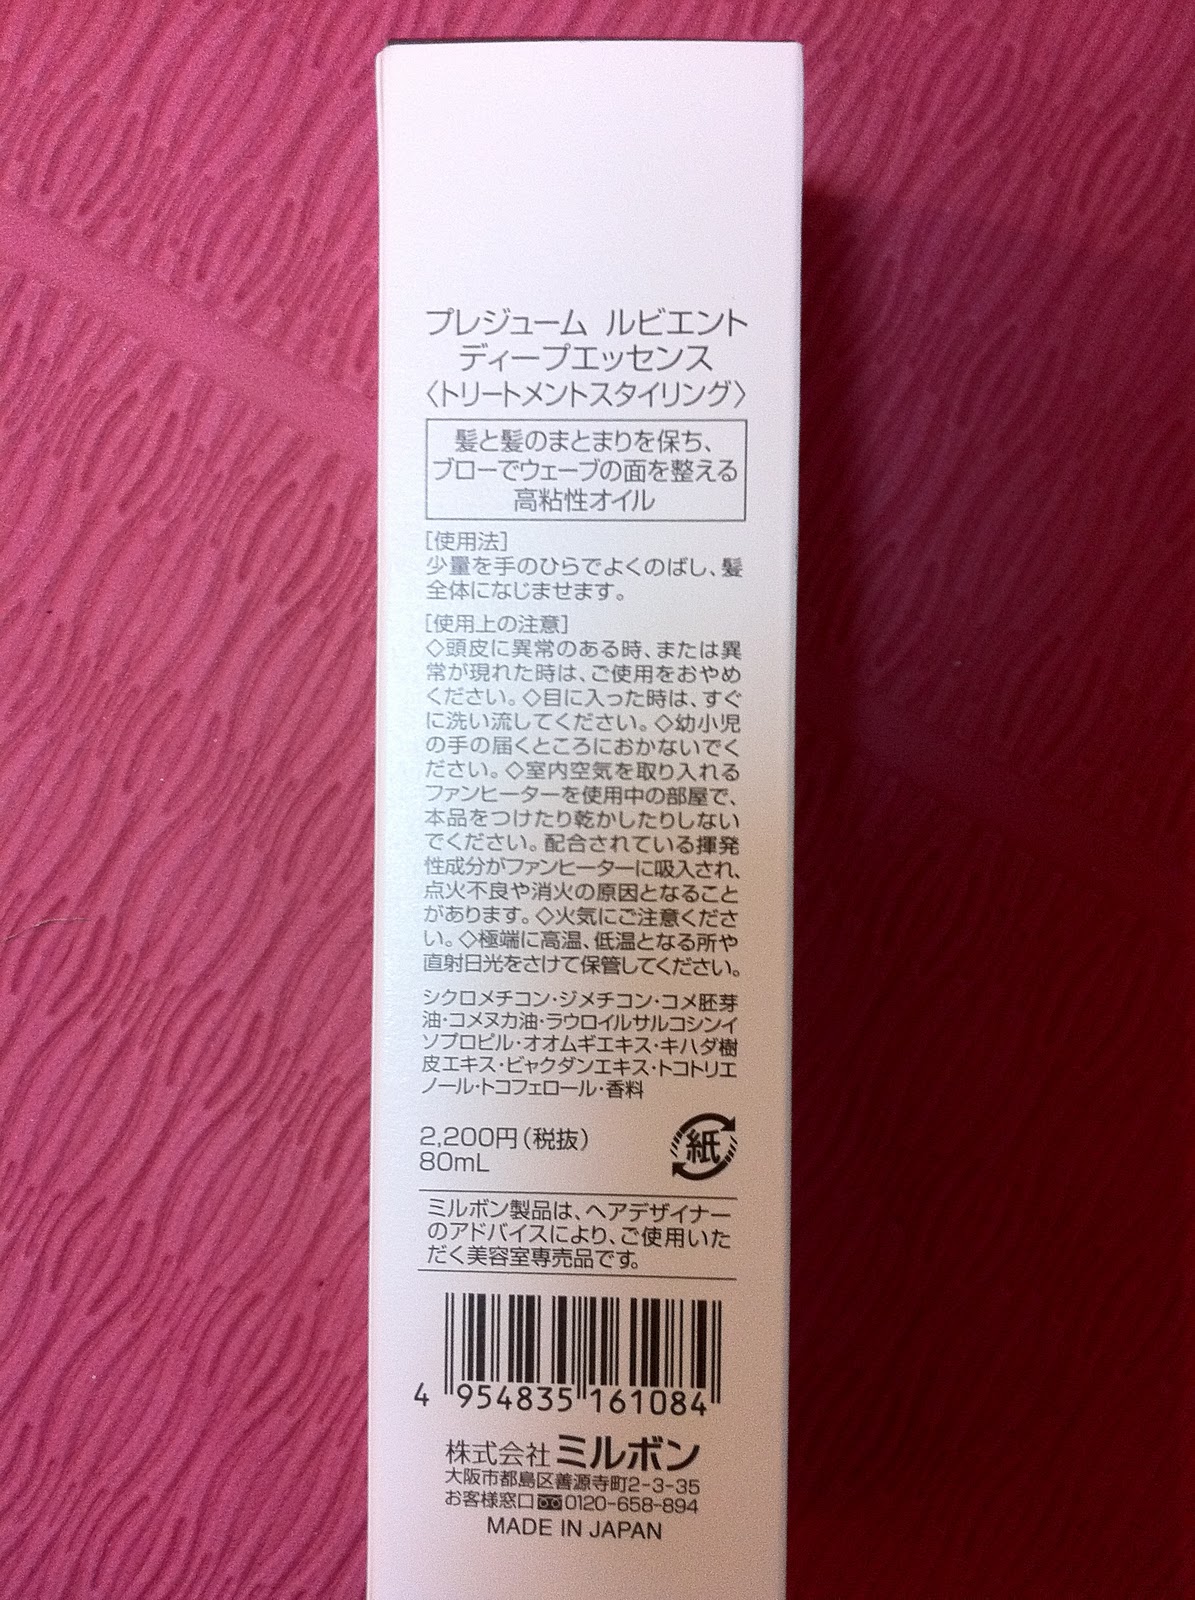 プレジューム ルビエント
ディープエッセンス
〈トリートメントスタイリング〉
髪と髪のまとまりを保ち、
ブローでウェーブの面を整える
高粘性オイル
[使用法]
少量を手のひらでよくのばし、髪
全体になじませます。
[使用上の注意]
◇頭皮に異常のある時、または異
常が現れた時は、ご使用をおやめ
ください。◇目に入った時は、すぐ
に洗い流してください。◇幼小児
の手の届くところにおかないでく
ださい。◇室内空気を取り入れる
ファンヒーターを使用中の部屋で、
本品をつけたり乾かしたりしない
でください。配合されている揮発
性成分がファンヒーターに吸入され、
点火不良や消火の原因となること
があります。◇火気にご注意くださ
い。◇極端に高温、低温となる所や
直射日光をさけて保管してください。
シクロメチコン・ジメチコン・コメ胚芽
油・コメヌカ油・ラウロイルサルコシンイ
ソプロピル・オオムギエキス・キハダ樹
皮エキス・ビャクダンエキス・トコトリエ
ノール・トコフェロール・香料
2,200円(税抜)
80mL
紙
ミルボン製品は、ヘアデザイナー
のアドバイスにより、ご使用いた
だく美容室専売品です。
4 954835 161084
株式会社 ミルボン
大阪市都島区善源寺町2-3-35
お客様窓口 0120-658-894
MADE IN JAPAN